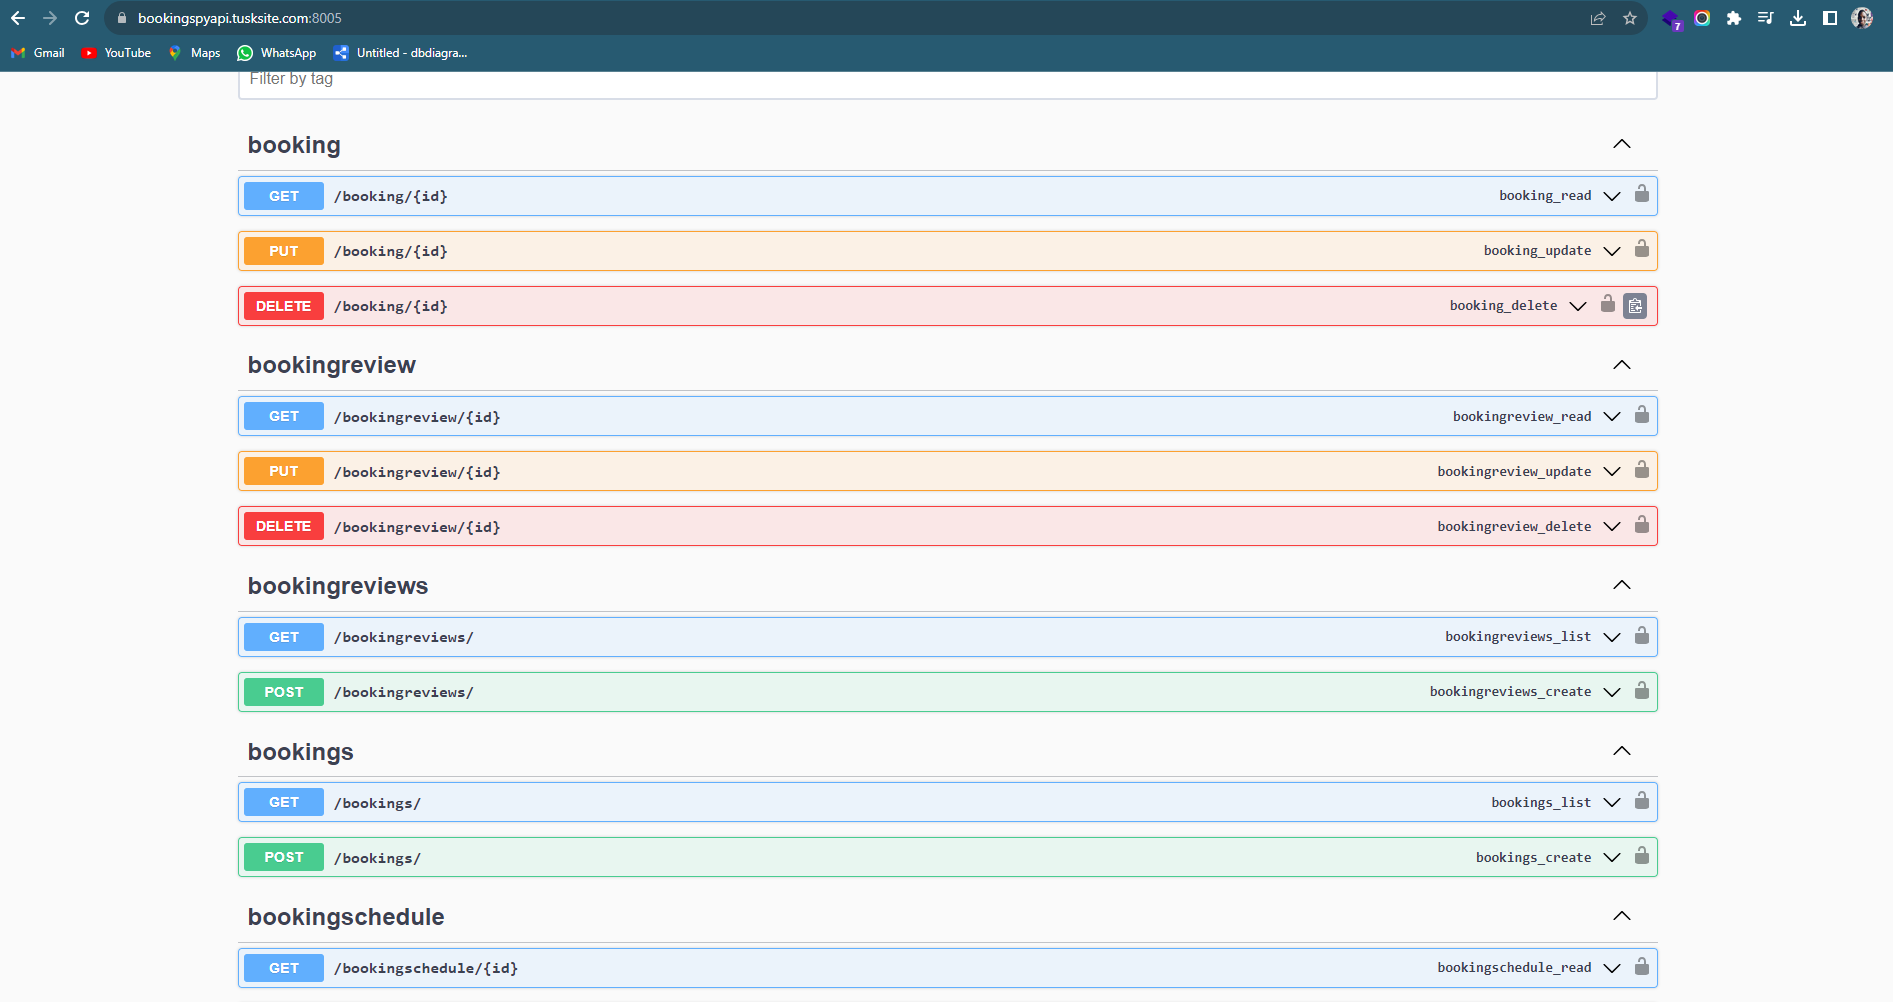 bookingspyapi.tusksite.com:8005
7
Gmail YouTube Maps WhatsApp Untitled - dbdiagra...
Filter by tag
booking
GET /booking/{id} booking_read
PUT /booking/{id} booking_update
DELETE /booking/{id} booking_delete
bookingreview
GET /bookingreview/{id} bookingreview_read
PUT /bookingreview/{id} bookingreview_update
DELETE /bookingreview/{id} bookingreview_delete
bookingreviews
GET /bookingreviews/ bookingreviews_list
POST /bookingreviews/ bookingreviews_create
bookings
GET /bookings/ bookings_list
POST /bookings/ bookings_create
bookingschedule
GET /bookingschedule/{id} bookingschedule_read